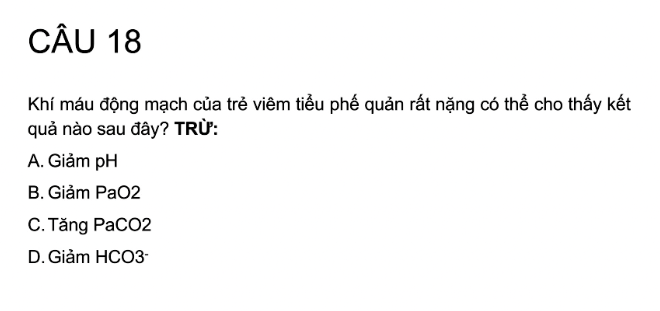 CÂU 18
Khí máu động mạch của trẻ viêm tiểu phế quản rất nặng có thể cho thấy kết
quả nào sau đây? TRỪ:
A. Giảm pH
B. Giảm PaO2
C. Tăng PaCO2
D. Giảm HCO3-